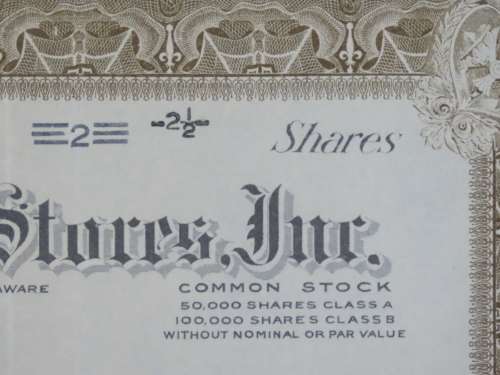 2 -2½- Shares
Stores, Inc.
AWARE COMMON STOCK
50,000 SHARES CLASS A
100,000 SHARES CLASS B
WITHOUT NOMINAL OR PAR VALUE